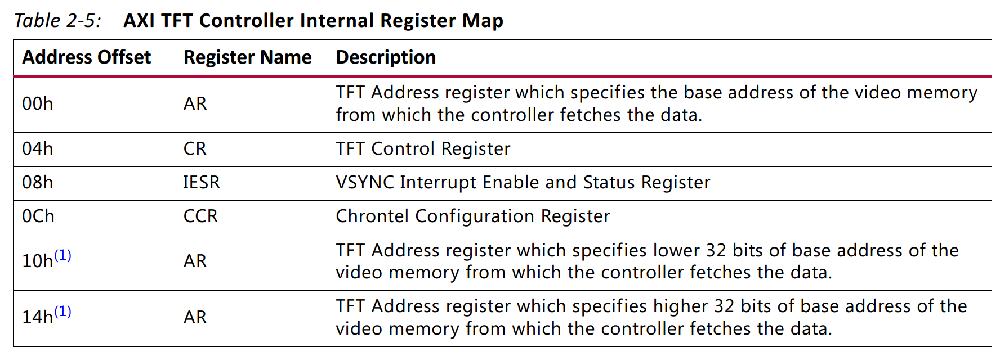 Table 2-5: AXI TFT Controller Internal Register Map
Address Offset Register Name Description
00h AR TFT Address register which specifies the base address of the video memory
from which the controller fetches the data.
04h CR TFT Control Register
08h IESR VSYNC Interrupt Enable and Status Register
0Ch CCR Chrontel Configuration Register
10h(1) AR TFT Address register which specifies lower 32 bits of base address of the
video memory from which the controller fetches the data.
14h(1) AR TFT Address register which specifies higher 32 bits of base address of the
video memory from which the controller fetches the data.